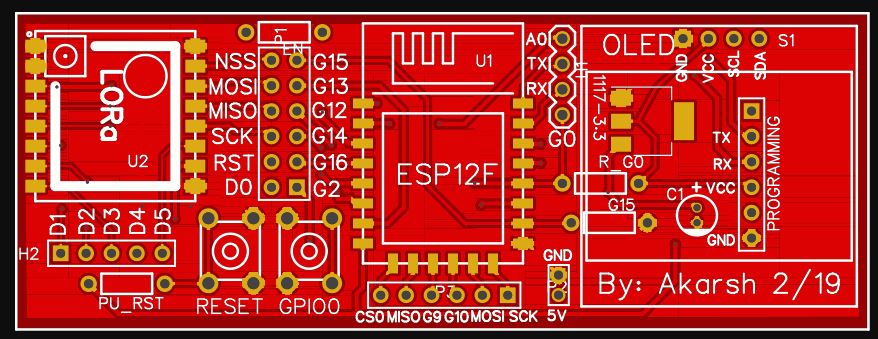 P1
EN
LORa
U2
NSS G15
MOSI G13
MISO G12
SCK G14
RST G16
D0 G2
U1
ESP12F
A0
TX
RX
G0
OLED
GND VCC SCL SDA
S1
1117-3.3
R G0
G15
C1
+
TX
RX
VCC
GND
PROGRAMMING
H2
D1 D2 D3 D4 D5
PU_RST
RESET
GPIO0
CS0 MISO G9 G10 MOSI SCK
GND
5V
By: Akarsh 2/19